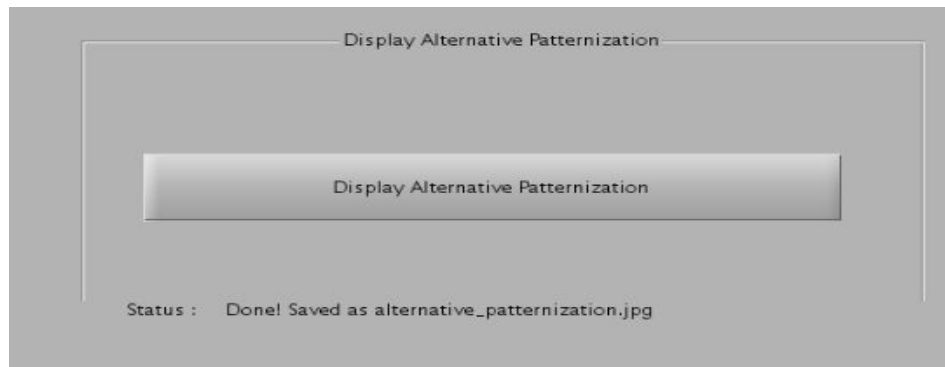 Display Alternative Patternization
Display Alternative Patternization
Status : Done! Saved as alternative_patternization.jpg